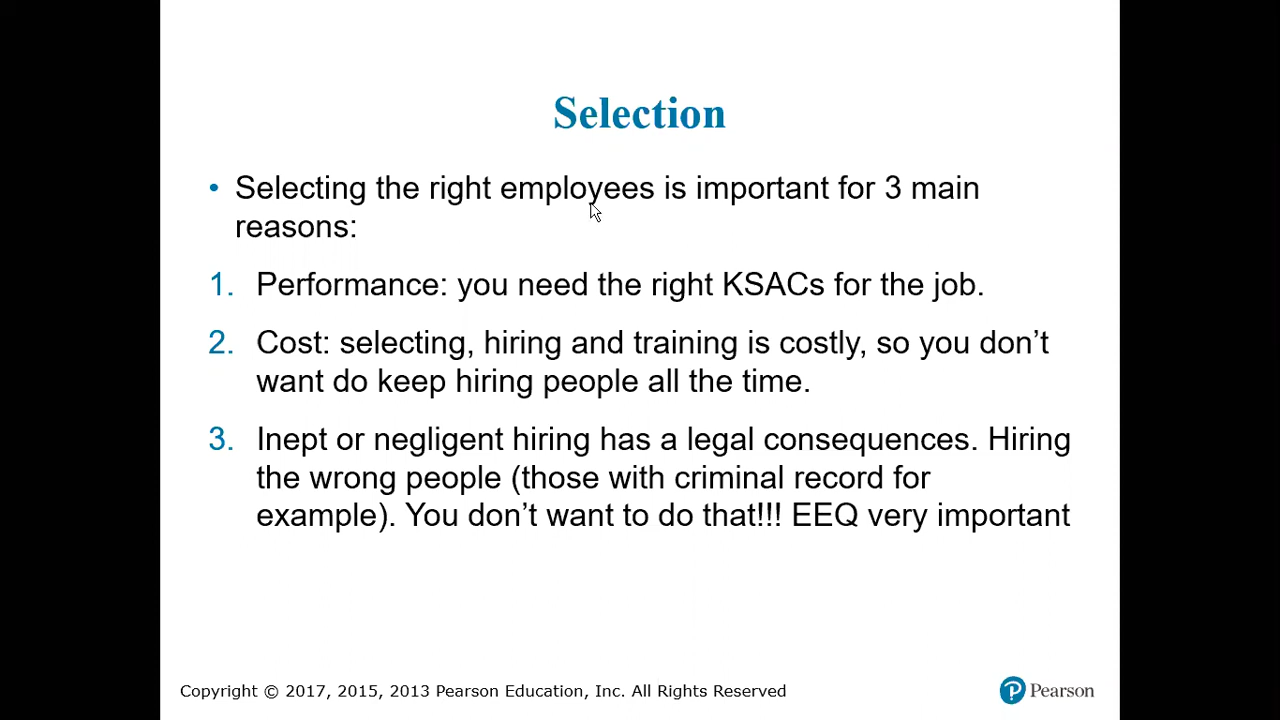 Selection
• Selecting the right employees is important for 3 main
reasons:
1. Performance: you need the right KSACs for the job.
2. Cost: selecting, hiring and training is costly, so you don’t
want do keep hiring people all the time.
3. Inept or negligent hiring has a legal consequences. Hiring
the wrong people (those with criminal record for
example). You don’t want to do that!!! EEQ very important
Copyright © 2017, 2015, 2013 Pearson Education, Inc. All Rights Reserved
P Pearson